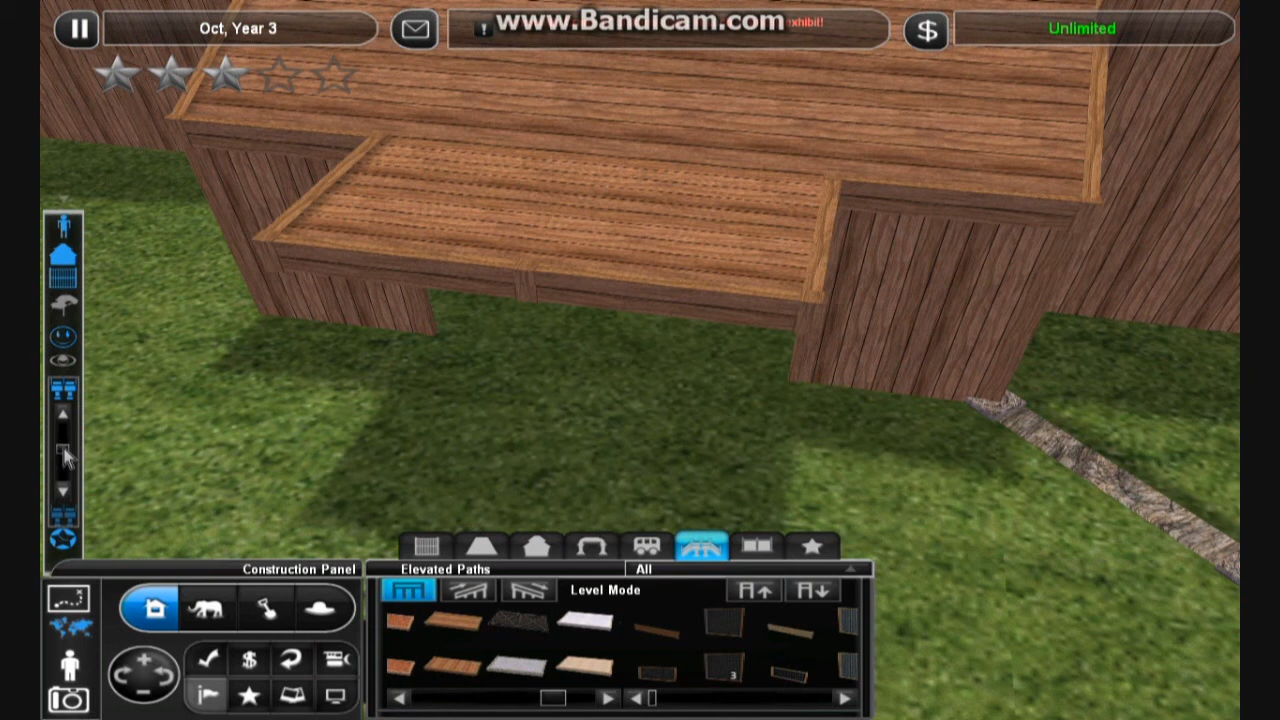 Oct, Year 3
www.Bandicam.com
exhibit!
Unlimited
Construction Panel
Elevated Paths
All
Level Mode
3